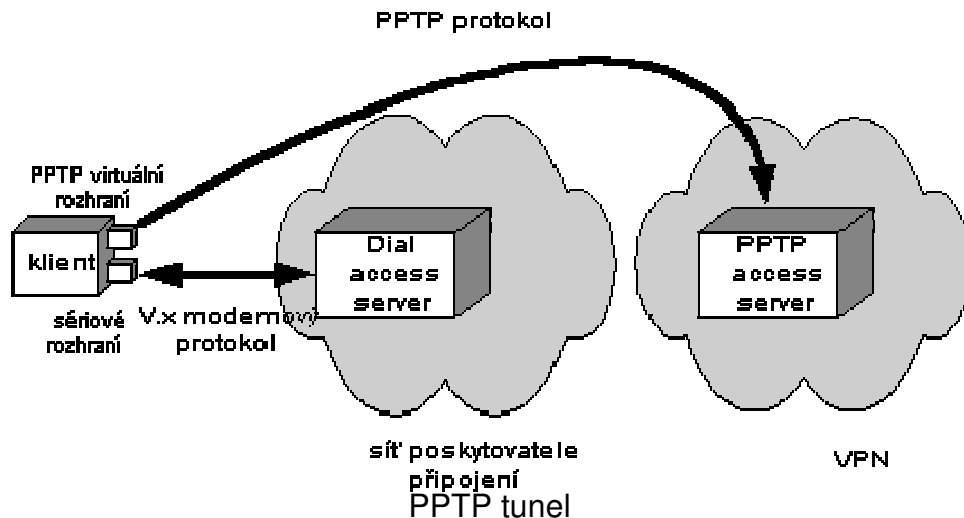 PPTP protokol
PPTP virtuální
rozhraní
klient
sériové
rozhraní
V.x modemový
protokol
Dial
access
server
PPTP
access
server
síť poskytovatele
připojení
VPN
PPTP tunel